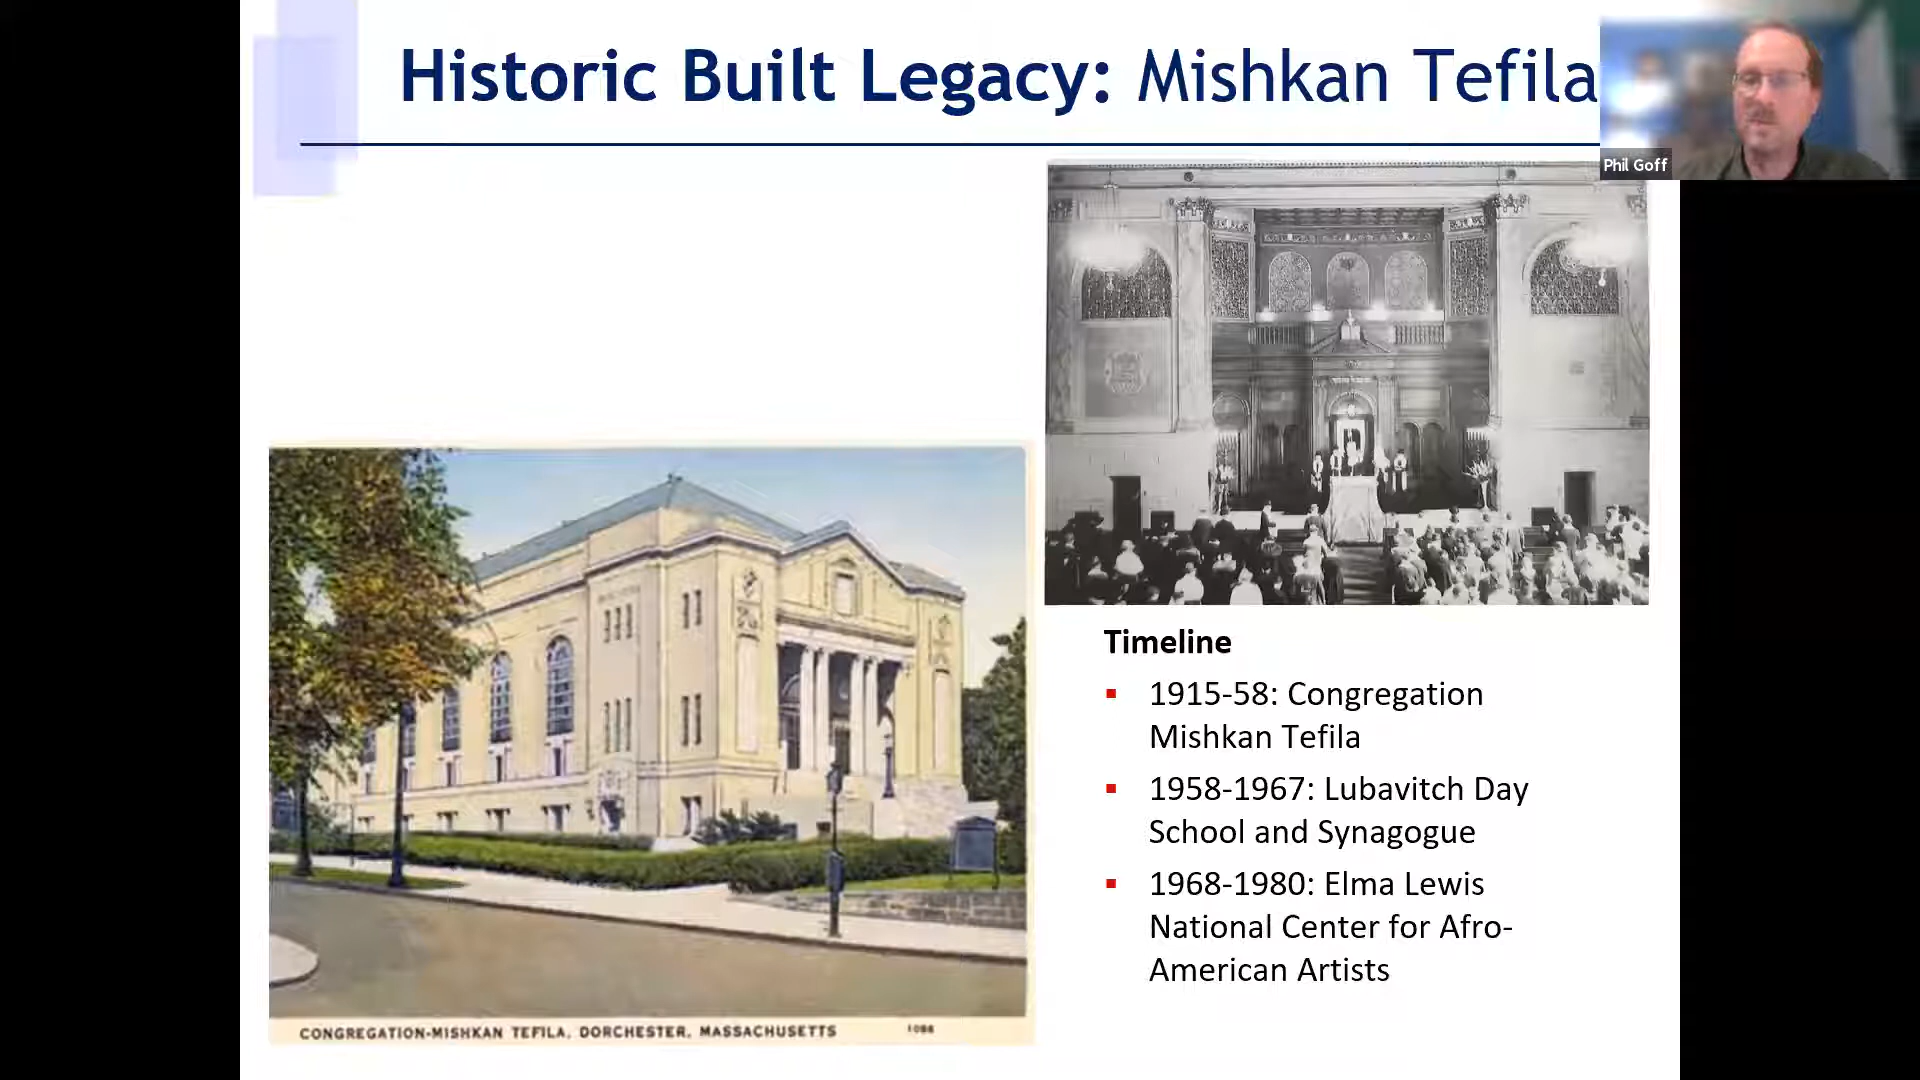 Historic Built Legacy: Mishkan Tefila
Phil Goff
Timeline
▪ 1915-58: Congregation
Mishkan Tefila
▪ 1958-1967: Lubavitch Day
School and Synagogue
▪ 1968-1980: Elma Lewis
National Center for Afro-
American Artists
CONGREGATION-MISHKAN TEFILA, DORCHESTER, MASSACHUSETTS